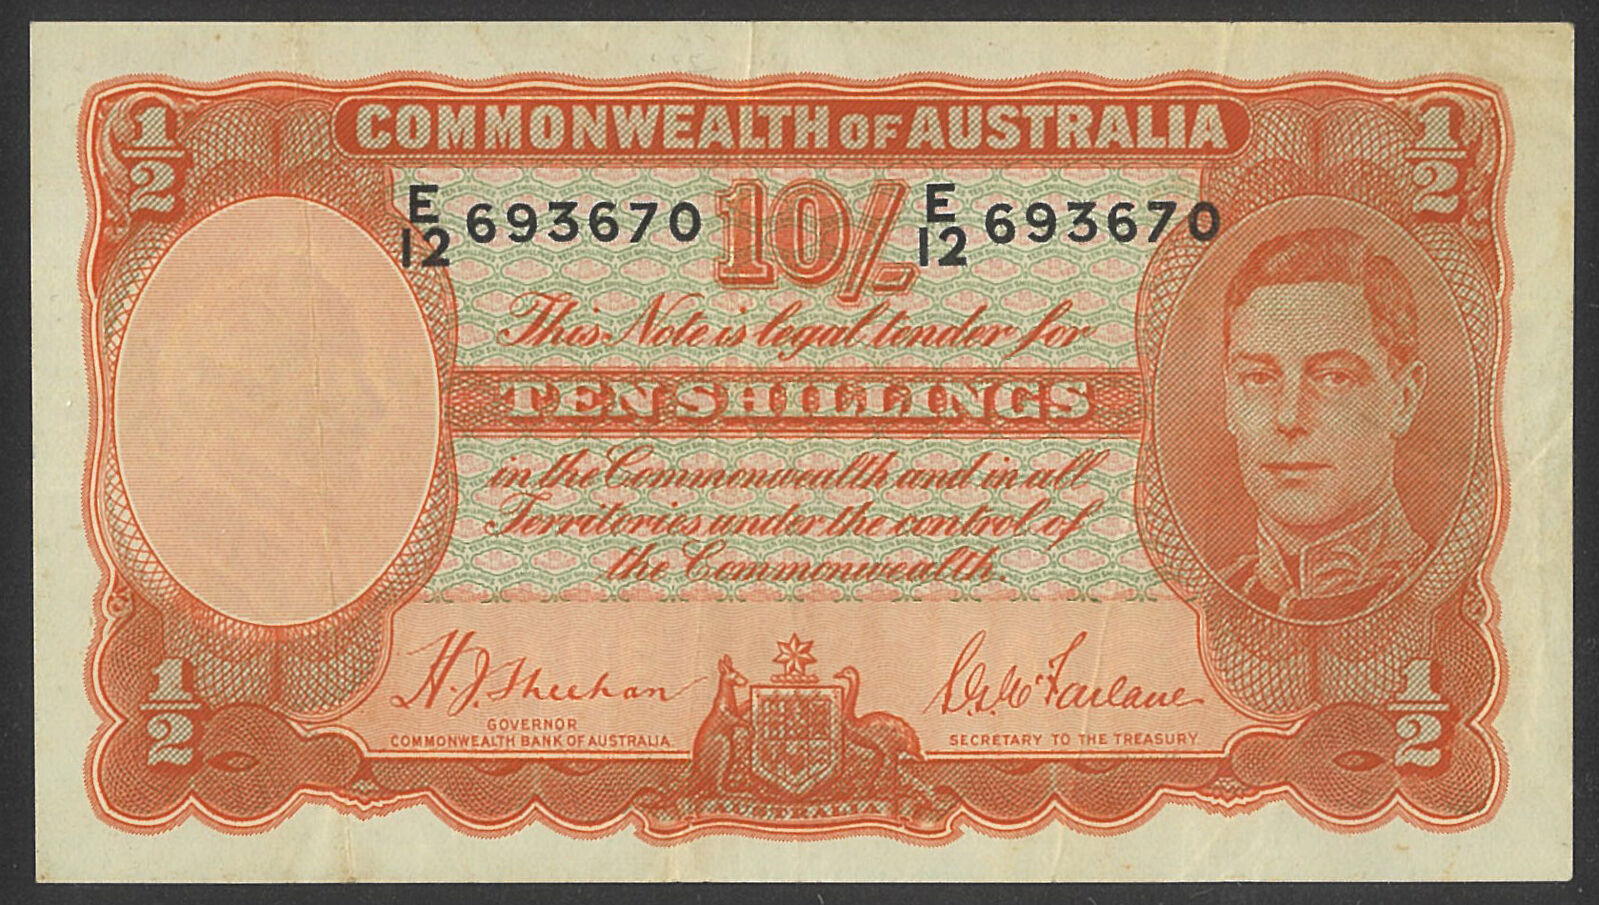 1/2 COMMONWEALTH OF AUSTRALIA 1/2
E/12 693670 10/- E/12 693670
This Note is legal tender for
TEN SHILLINGS
in the Commonwealth and in all
Territories under the control of
the Commonwealth.
H.J. Sheehan
GOVERNOR
COMMONWEALTH BANK OF AUSTRALIA
S.G. McFarlane
SECRETARY TO THE TREASURY
1/2 AUSTRALIA 1/2